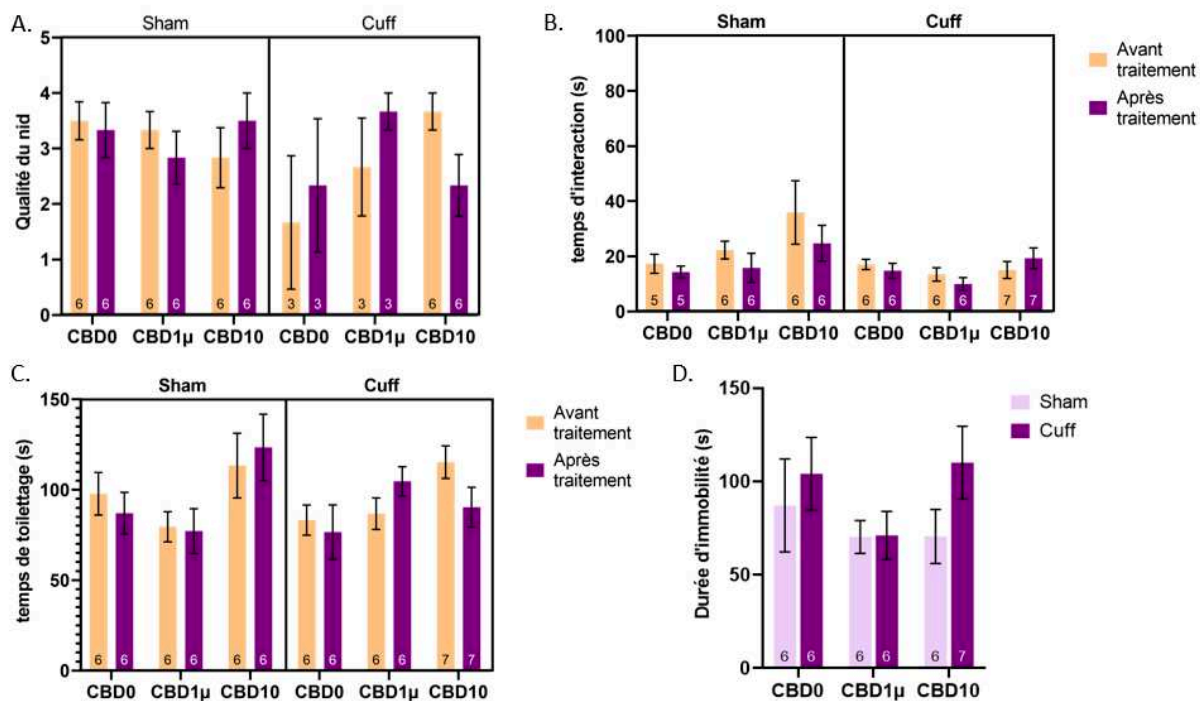 A.
Sham
Cuff
Qualité du nid
5
4
3
2
1
0
6 6 6 6 6 6 3 3 3 3 6 6
CBD0 CBD1μ CBD10 CBD0 CBD1μ CBD10
B.
Sham
Cuff
temps d'interaction (s)
100
80
60
40
20
0
5 5 6 6 6 6 6 6 6 6 7 7
CBD0 CBD1μ CBD10 CBD0 CBD1μ CBD10
Avant
traitement
Après
traitement
C.
Sham
Cuff
temps de toilettage (s)
150
100
50
0
6 6 6 6 6 6 6 6 6 6 7 7
CBD0 CBD1μ CBD10 CBD0 CBD1μ CBD10
Avant
traitement
Après
traitement
D.
Durée d'immobilité (s)
150
100
50
0
6 6 6 6 6 7
CBD0 CBD1μ CBD10
Sham
Cuff